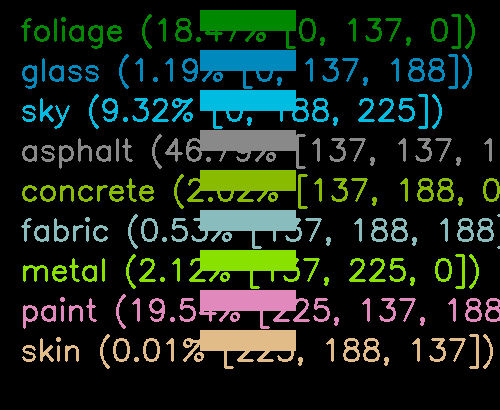 foliage (18.47% [0, 137, 0])
glass (1.19% [0, 137, 188])
sky (9.32% [0, 188, 225])
asphalt (46.79% [137, 137, 1
concrete (2.02% [137, 188, 0
fabric (0.53% [137, 188, 188
metal (2.12% [137, 225, 0])
paint (19.54% [225, 137, 188
skin (0.01% [225, 188, 137])